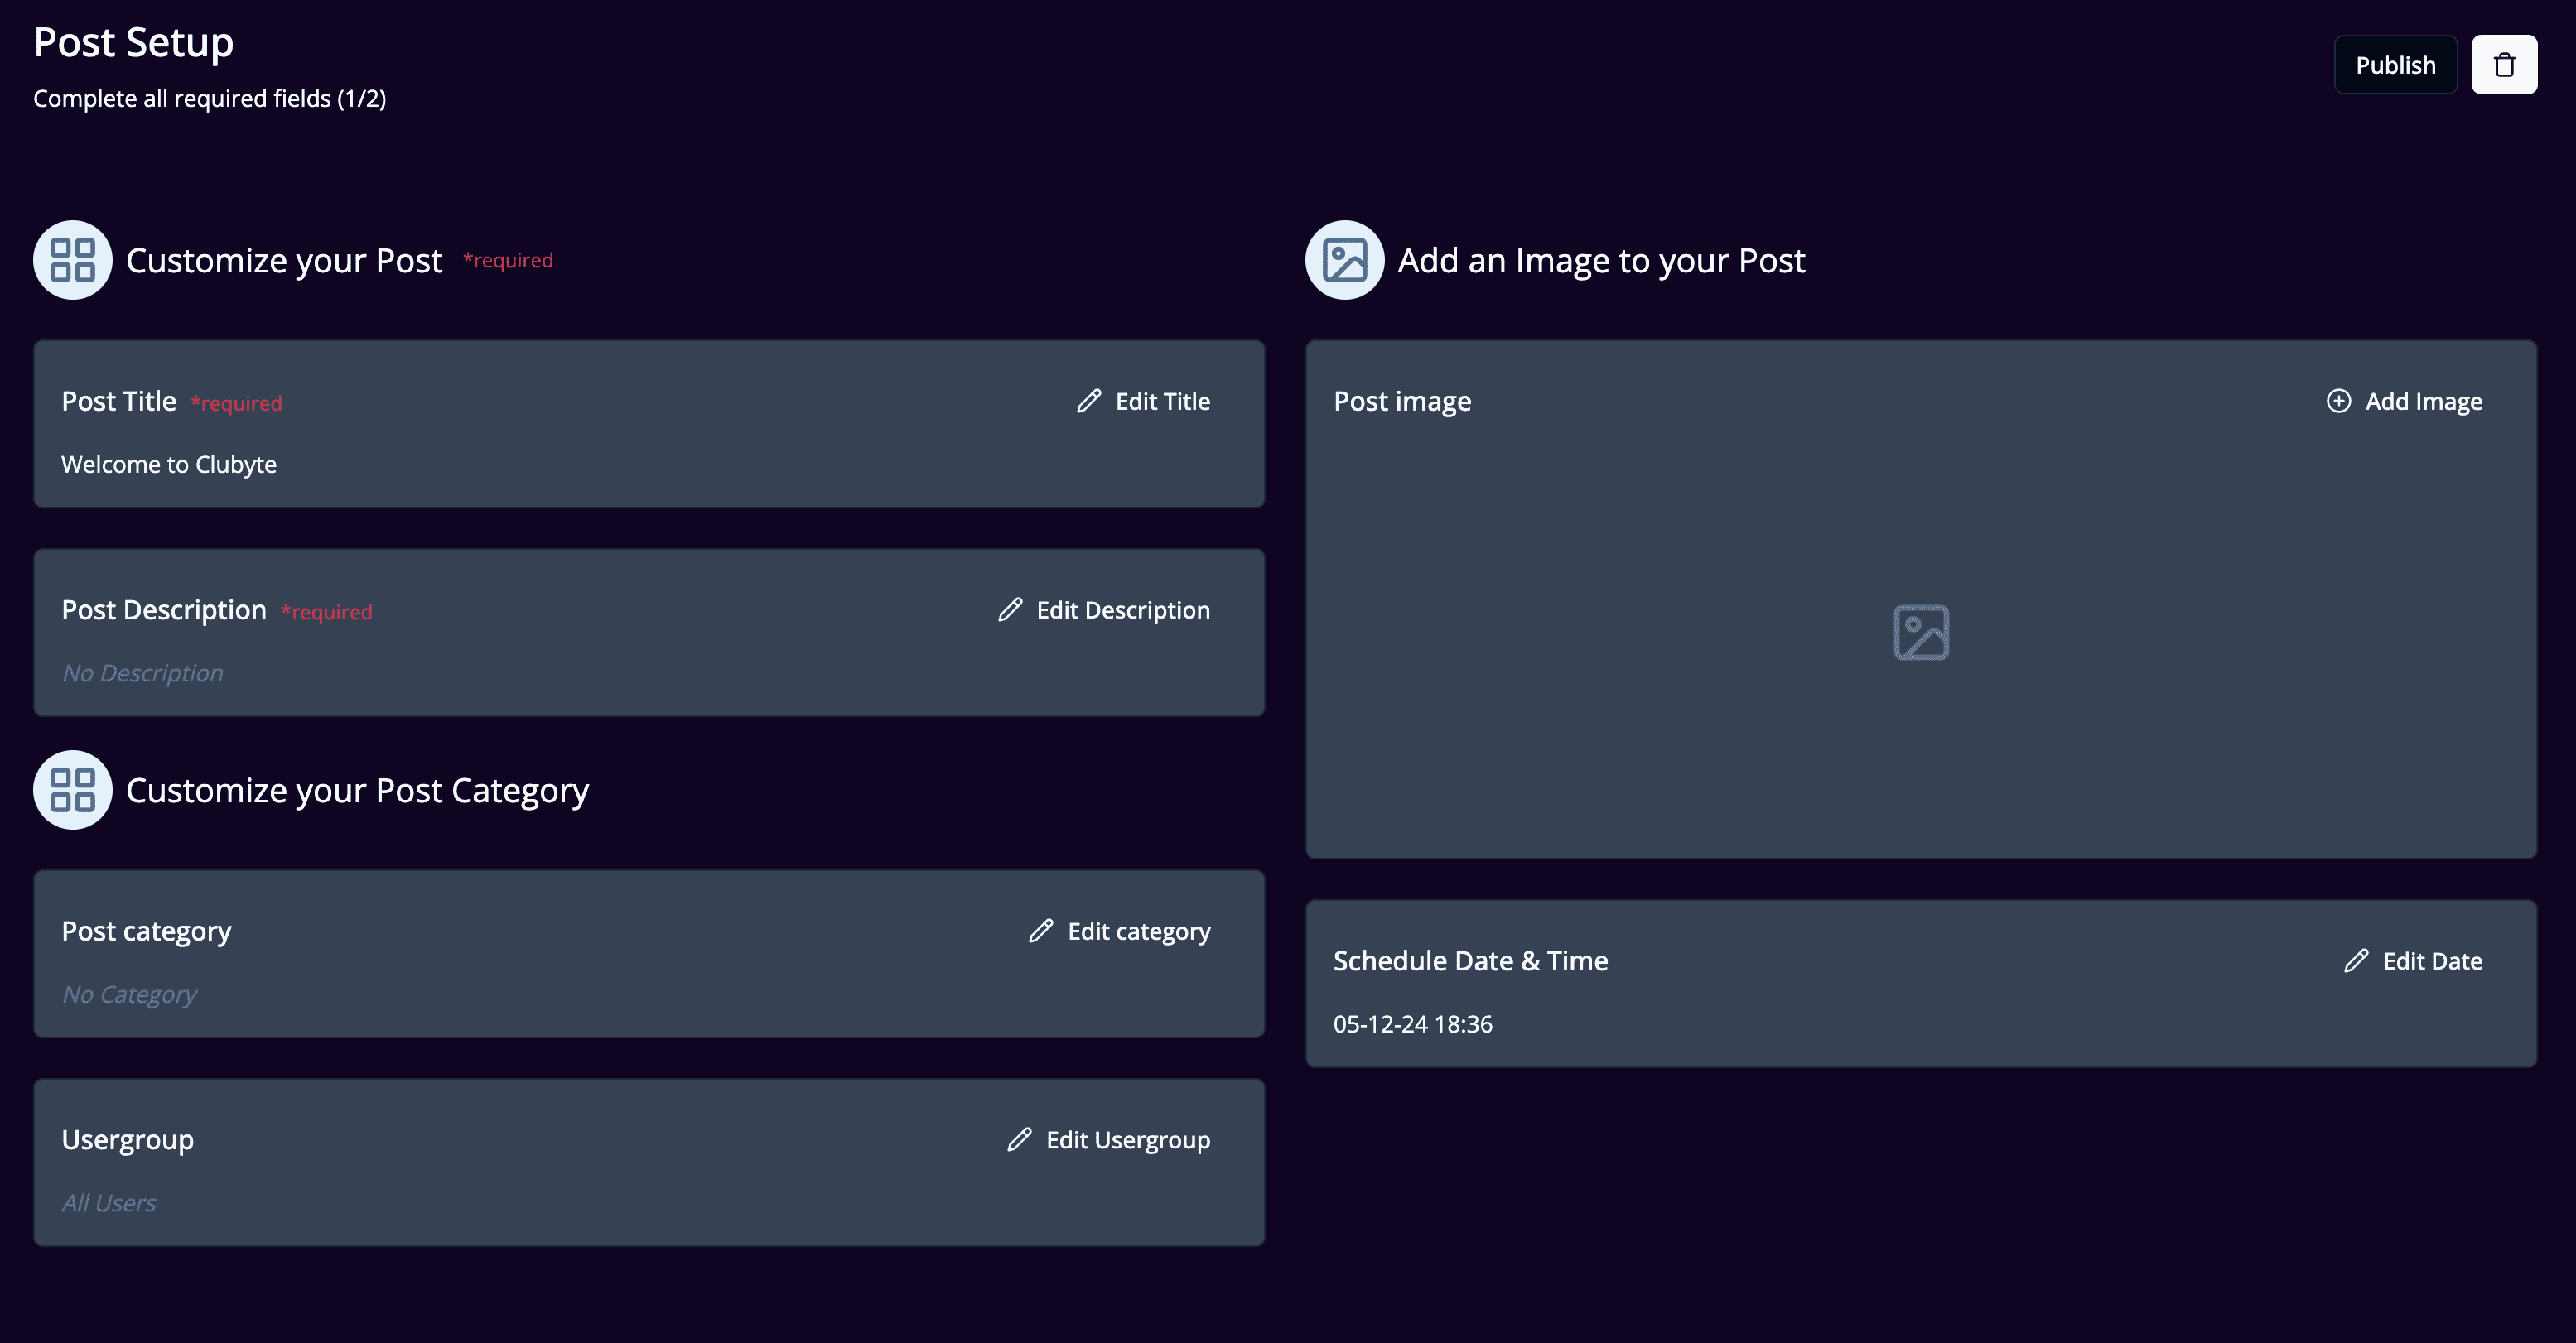 Post Setup
Complete all required fields (1/2)
Publish
Customize your Post *required
Post Title *required
Edit Title
Welcome to Clubyte
Post Description *required
Edit Description
No Description
Customize your Post Category
Post category
Edit category
No Category
Usergroup
Edit Usergroup
All Users
Add an Image to your Post
Post image
Add Image
Schedule Date & Time
Edit Date
05-12-24 18:36